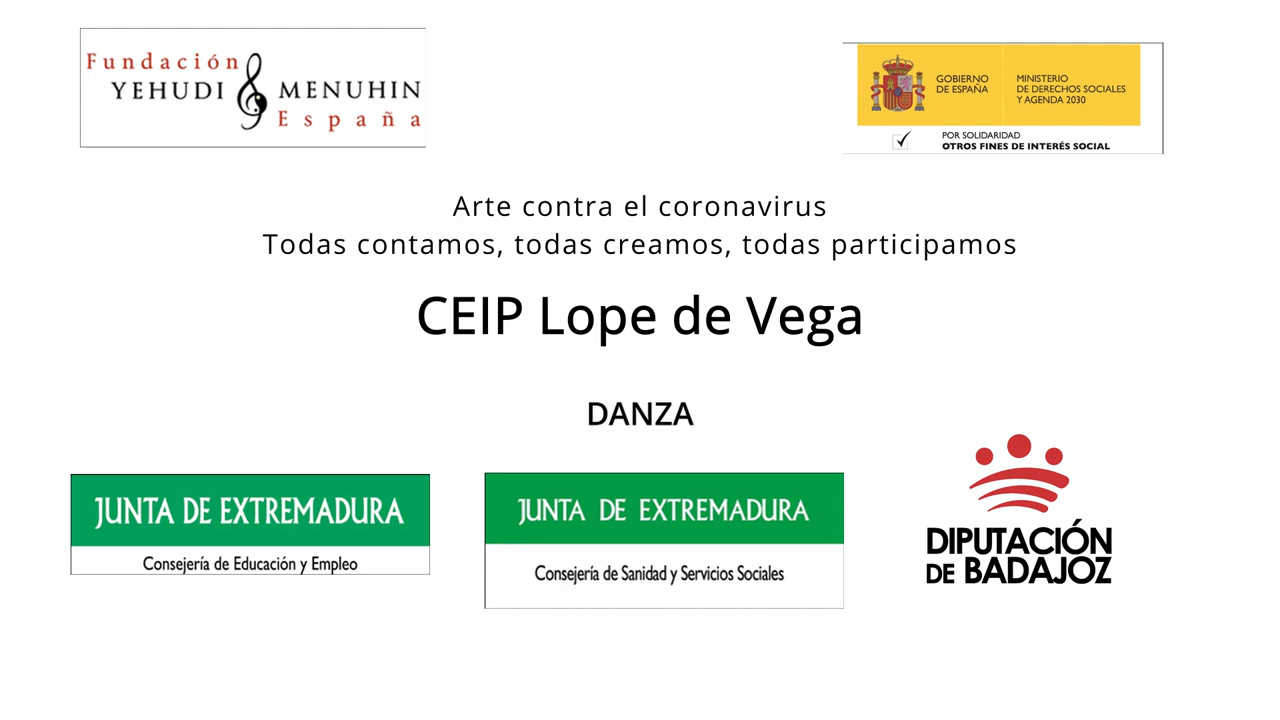 Fundación
YEHUDI MENUHIN
España
GOBIERNO
DE ESPAÑA
MINISTERIO
DE DERECHOS SOCIALES
Y AGENDA 2030
POR SOLIDARIDAD
OTROS FINES DE INTERÉS SOCIAL
Arte contra el coronavirus
Todas contamos, todas creamos, todas participamos
CEIP Lope de Vega
DANZA
JUNTA DE EXTREMADURA
Consejería de Educación y Empleo
JUNTA DE EXTREMADURA
Consejería de Sanidad y Servicios Sociales
DIPUTACIÓN
DE BADAJOZ